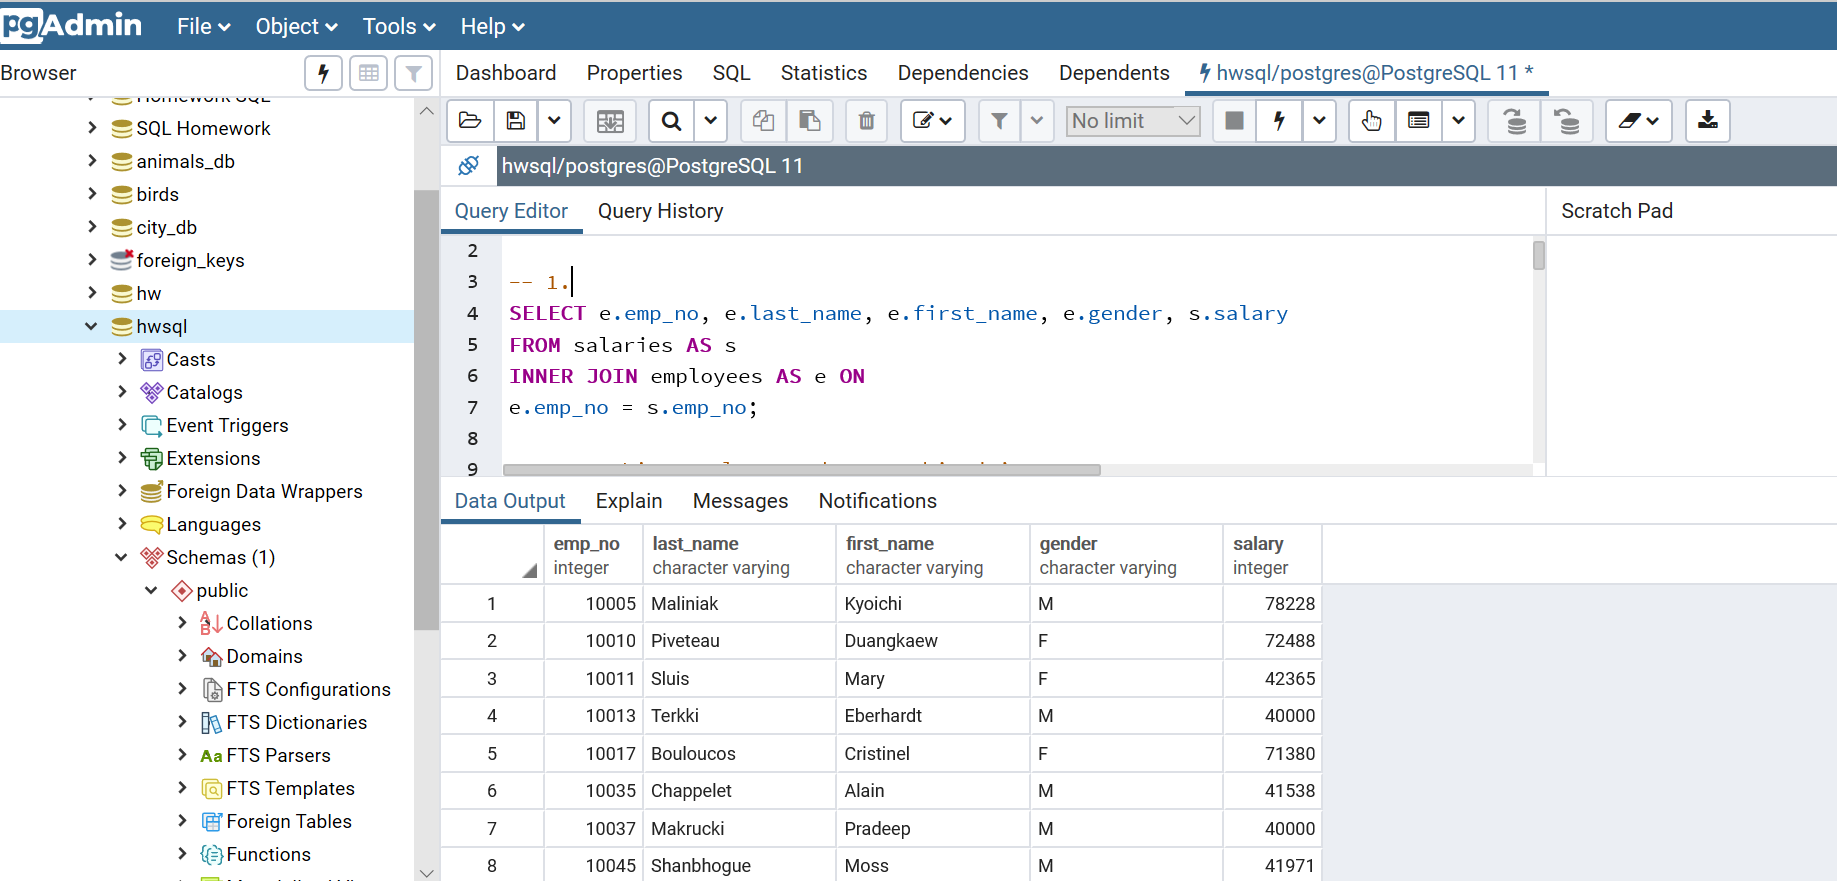 pgAdmin File Object Tools Help
Browser
Dashboard Properties SQL Statistics Dependencies Dependents hwsql/postgres@PostgreSQL 11 *
No limit
hwsql/postgres@PostgreSQL 11
Query Editor Query History
Scratch Pad
SQL Homework
animals_db
birds
city_db
foreign_keys
hw
hwsql
Casts
Catalogs
Event Triggers
Extensions
Foreign Data Wrappers
Languages
Schemas (1)
public
Collations
Domains
FTS Configurations
FTS Dictionaries
Aa FTS Parsers
FTS Templates
Foreign Tables
Functions
2
3 -- 1.
4 SELECT e.emp_no, e.last_name, e.first_name, e.gender, s.salary
5 FROM salaries AS s
6 INNER JOIN employees AS e ON
7 e.emp_no = s.emp_no;
8
9
Data Output Explain Messages Notifications
emp_no last_name first_name gender salary
integer character varying character varying character varying integer
1 10005 Maliniak Kyoichi M 78228
2 10010 Piveteau Duangkaew F 72488
3 10011 Sluis Mary F 42365
4 10013 Terkki Eberhardt M 40000
5 10017 Bouloucos Cristinel F 71380
6 10035 Chappelet Alain M 41538
7 10037 Makrucki Pradeep M 40000
8 10045 Shanbhogue Moss M 41971